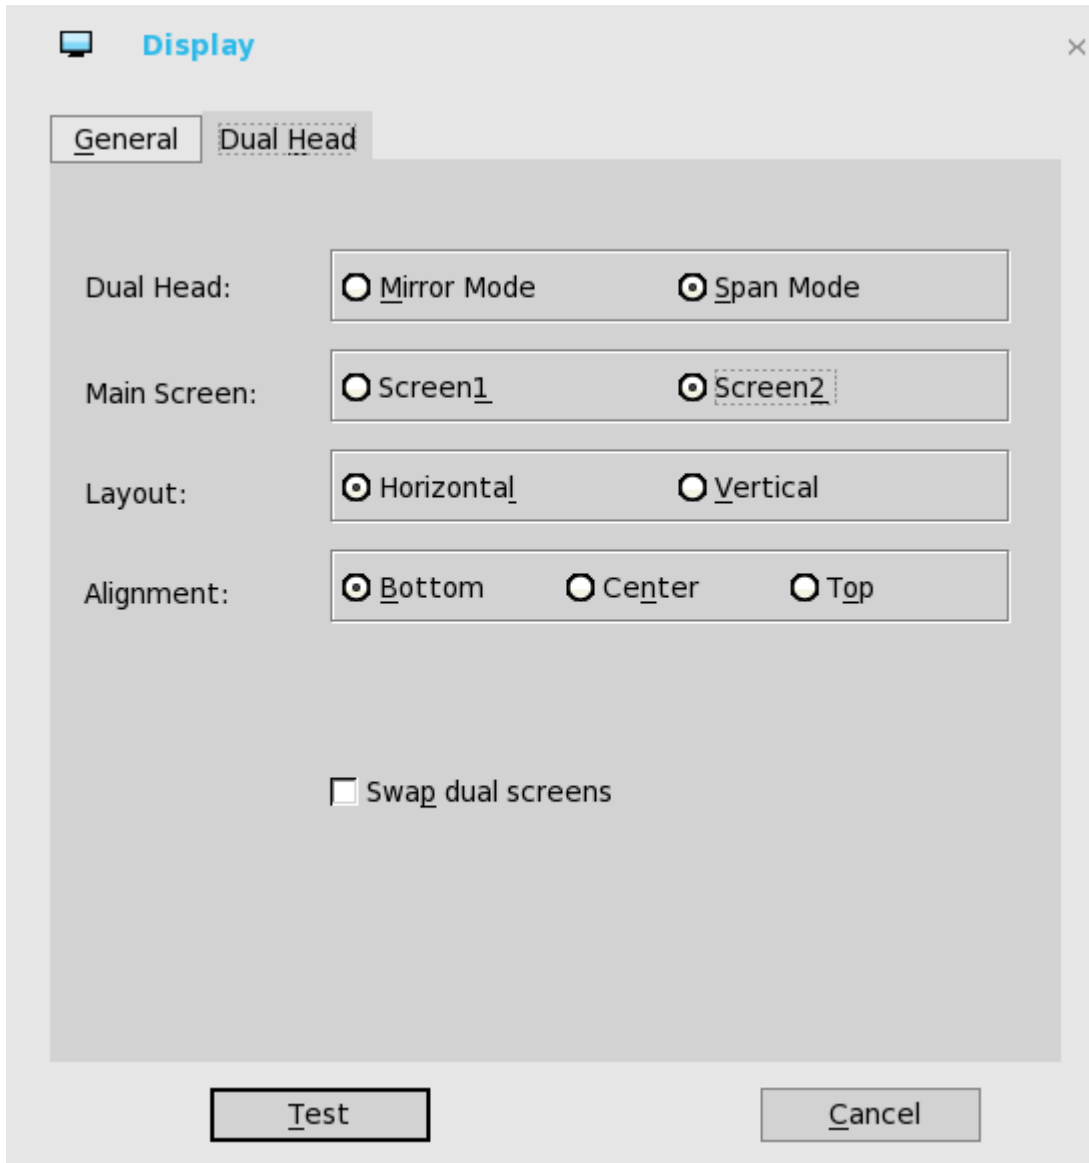 Display
General Dual Head
Dual Head: Mirror Mode Span Mode
Main Screen: Screen1 Screen2
Layout: Horizontal Vertical
Alignment: Bottom Center Top
Swap dual screens
Test Cancel